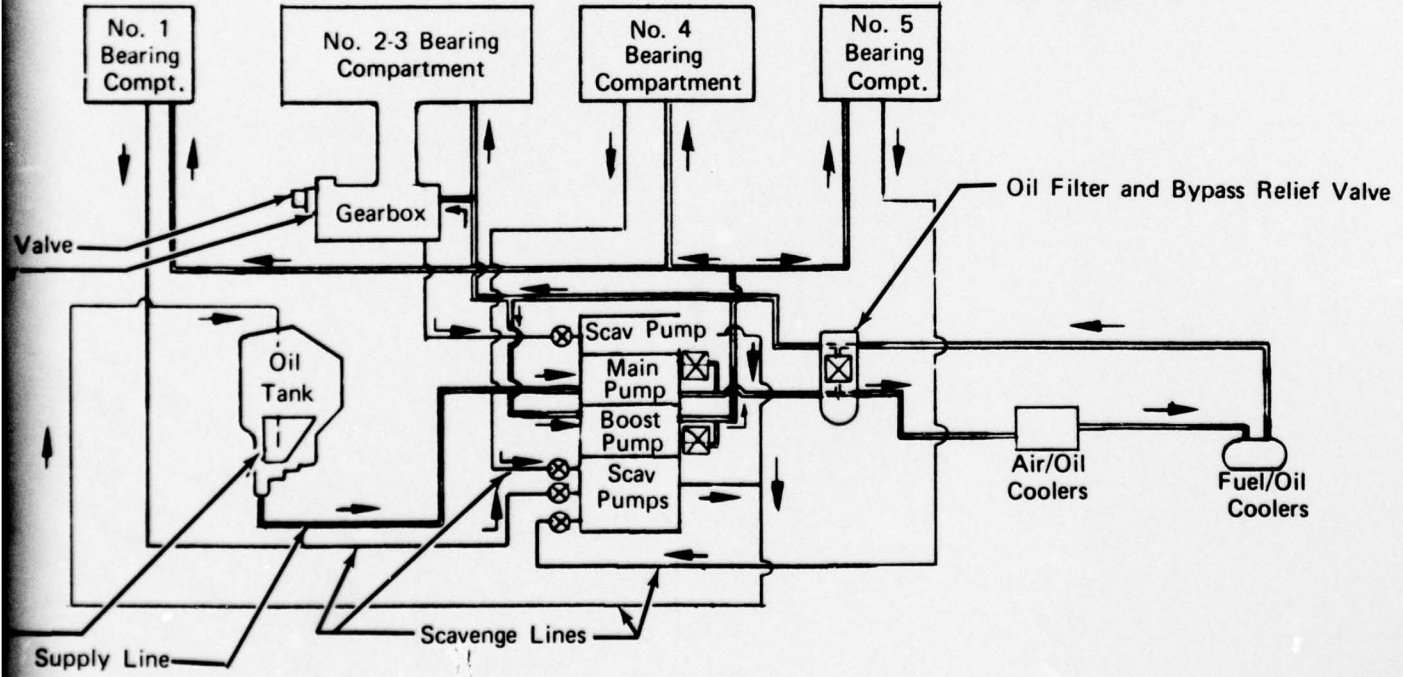 No. 1
Bearing
Compt.
No. 2-3 Bearing
Compartment
No. 4
Bearing
Compartment
No. 5
Bearing
Compt.
Oil Filter and Bypass Relief Valve
Gearbox
Valve
Scav Pump
Oil
Tank
Main
Pump
Boost
Pump
Scav
Pumps
Air/Oil
Coolers
Fuel/Oil
Coolers
Scavenge Lines
Supply Line